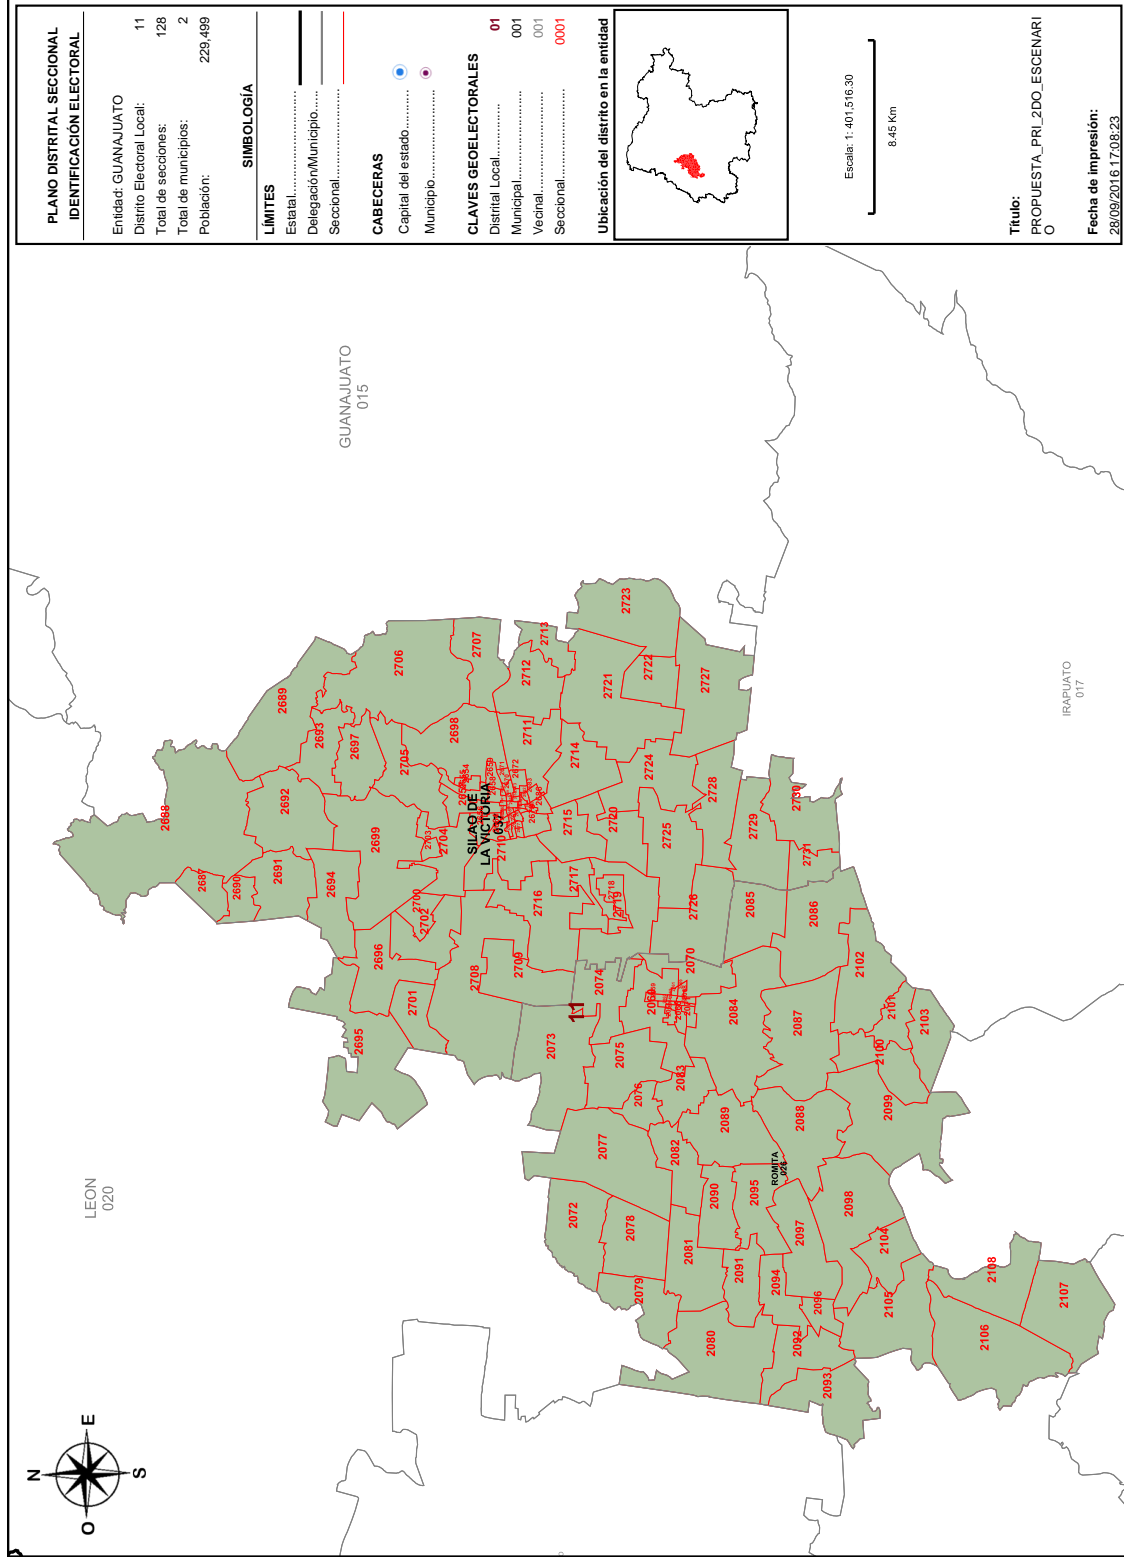 PLANO DISTRITAL SECCIONAL
IDENTIFICACIÓN ELECTORAL
Entidad: GUANAJUATO
Distrito Electoral Local: 11
Total de secciones: 128
Total de municipios: 2
Población: 229,499
SIMBOLOGÍA
LÍMITES
Estatal
Delegación/Municipio
Seccional
CABECERAS
Capital del estado
Municipio
CLAVES GEOELECTORALES
Distrital Local 01
Municipal 001
Vecinal 001
Seccional 0001
Ubicación del distrito en la entidad
Escala: 1: 401,516.30
8.45 Km
Título:
PROPUESTA_PRI_2DO_ESCENARI
O
Fecha de impresión:
28/09/2016 17:08:23
N
O
E
S
LEON
020
GUANAJUATO
015
IRAPUATO
017
SILAO DE
LA VICTORIA
037
ROMITA
026
11
2688
2687
2690
2691
2692
2689
2693
2697
2694
2699
2705
2706
2696
2695
2701
2700
2702
2703
2704
2698
2707
2708
2709
2710
2711
2712
2713
2672
2659
2716
2717
2715
2714
2718
2719
2720
2721
2722
2723
2724
2725
2726
2727
2728
2729
2730
2731
2074
2073
2075
2076
2077
2072
2078
2079
2080
2081
2082
2083
2070
2084
2085
2086
2087
2088
2089
2090
2091
2092
2093
2094
2095
2096
2097
2098
2099
2100
2101
2102
2103
2104
2105
2106
2107
2108